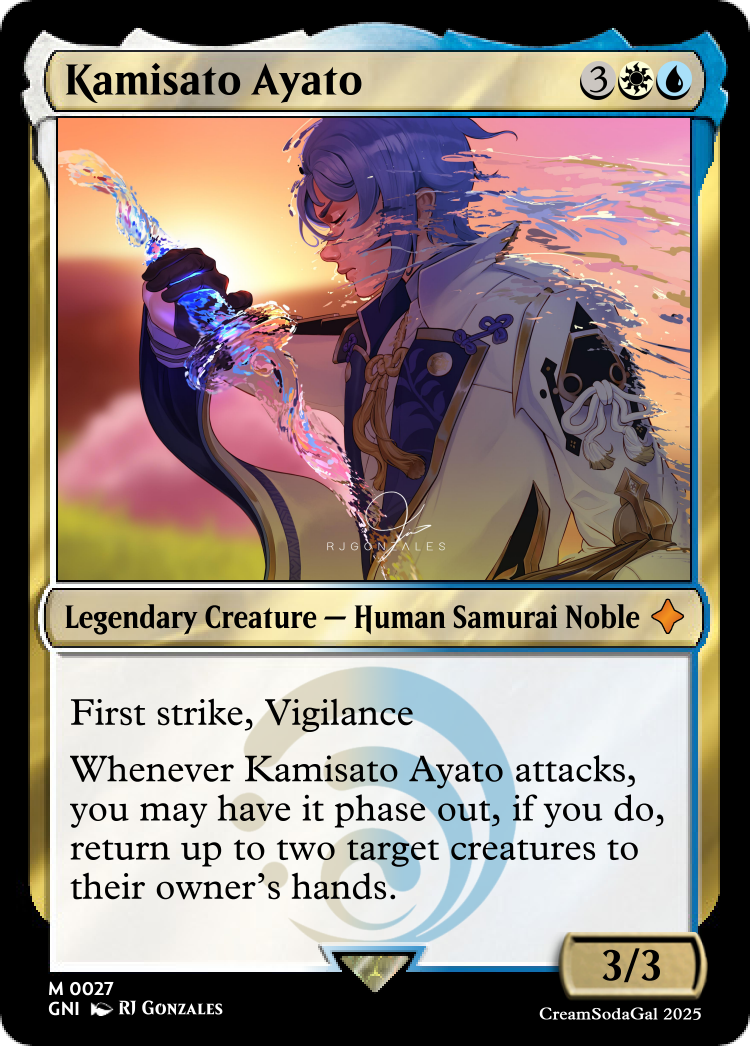 Kamisato Ayato 3
RJGONZALES
Legendary Creature — Human Samurai Noble
First strike, Vigilance
Whenever Kamisato Ayato attacks,
you may have it phase out, if you do,
return up to two target creatures to
their owner's hands.
3/3
M 0027
GNI RJ Gonzales
CreamSodaGal 2025